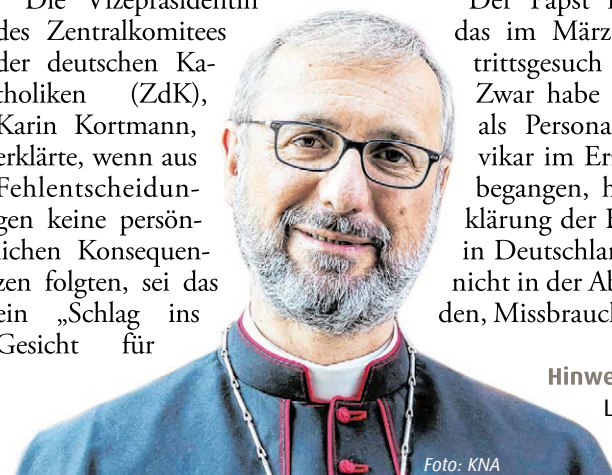 Die Vizepräsidentin
des Zentralkomitees
der deutschen Ka-
tholiken (ZdK),
Karin Kortmann,
erklärte, wenn aus
Fehlentscheidun-
gen keine persön-
lichen Konsequen-
zen folgten, sei das
ein „Schlag ins
Gesicht für
Der Papst
das im März
trittsgesuch
Zwar habe
als Persona
vikar im Er
begangen, h
klärung der
in Deutschlan
nicht in der Ab
den, Missbrauch
Hinwe
L
Foto: KNA